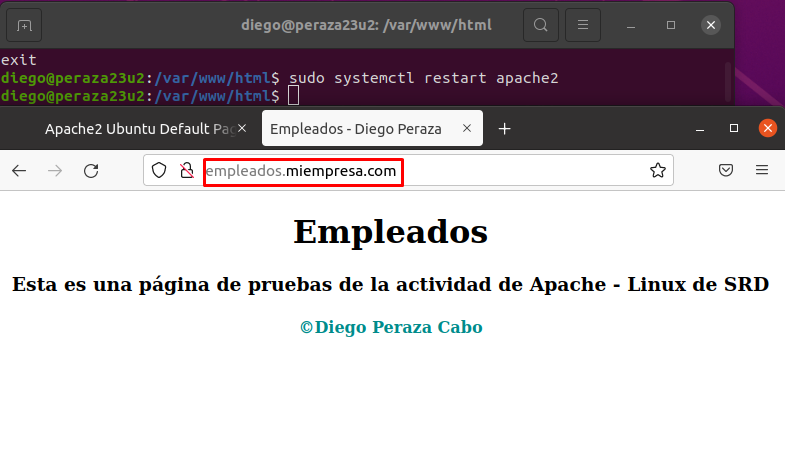 diego@peraza23u2: /var/www/html
exit
diego@peraza23u2:/var/www/html$ sudo systemctl restart apache2
diego@peraza23u2:/var/www/html$
Apache2 Ubuntu Default Pag
Empleados - Diego Peraza
empleados.miempresa.com
Empleados
Esta es una página de pruebas de la actividad de Apache - Linux de SRD
©Diego Peraza Cabo